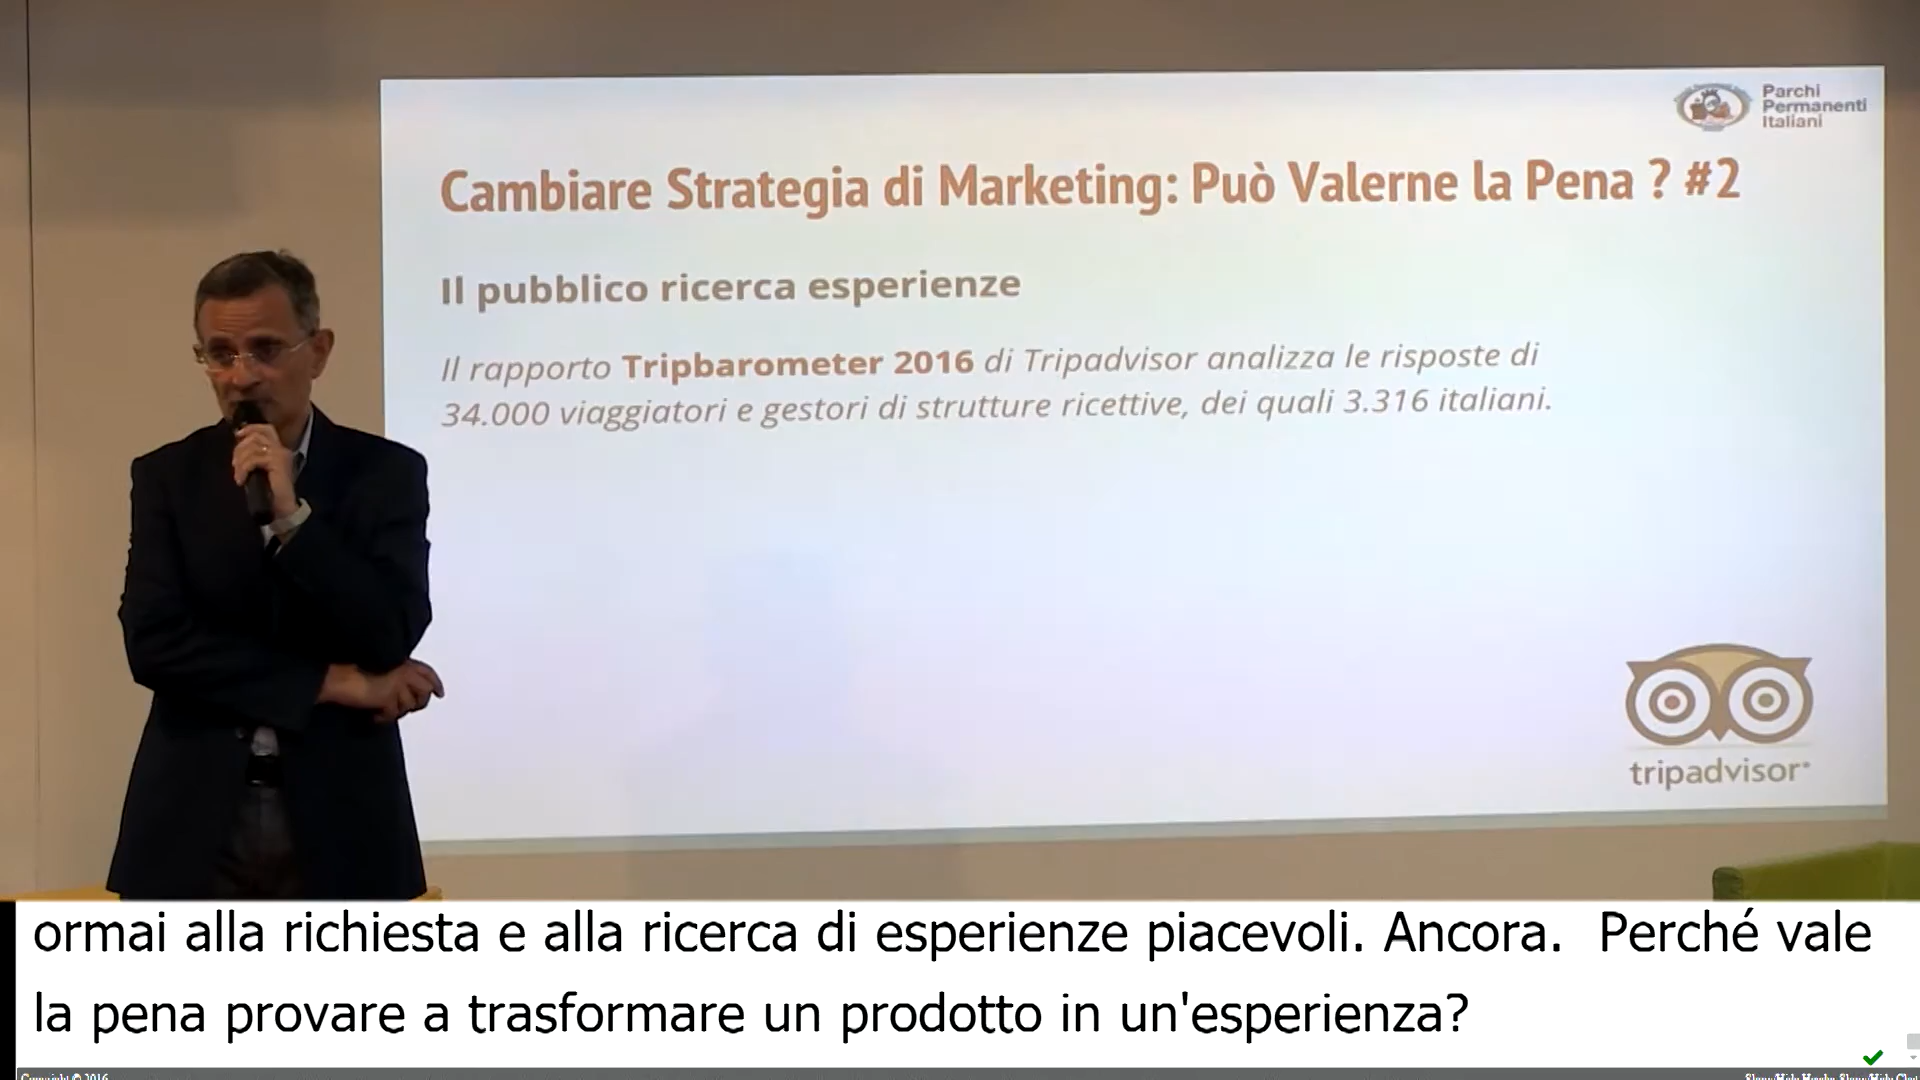 Parchi
Permanenti
Italiani
Cambiare Strategia di Marketing: Può Valerne la Pena ? #2
Il pubblico ricerca esperienze
Il rapporto Tripbarometer 2016 di Tripadvisor analizza le risposte di
34.000 viaggiatori e gestori di strutture ricettive, dei quali 3.316 italiani.
tripadvisor®
ormai alla richiesta e alla ricerca di esperienze piacevoli. Ancora.  Perché vale
la pena provare a trasformare un prodotto in un'esperienza?
Copyright © 2016